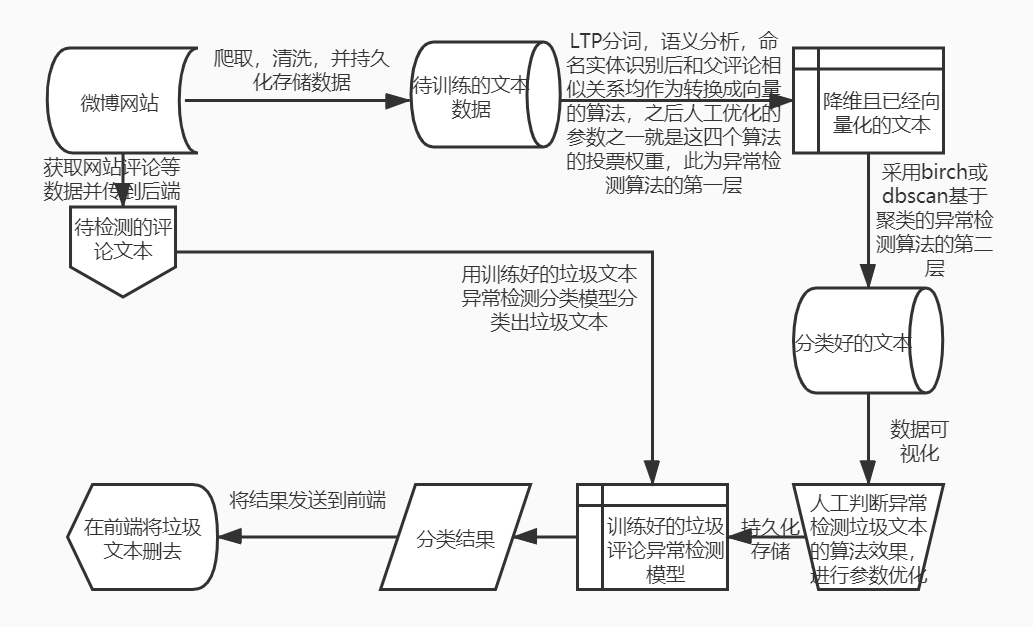 微博网站
爬取，清洗，并持久
化存储数据
待训练的文本
数据
LTP分词，语义分析，命
名实体识别后和父评论相
似关系均作为转换成向量
的算法，之后人工优化的
参数之一就是这四个算法
的投票权重，此为异常检
测算法的第一层
降维且已经向
量化的文本
获取网站评论等
数据并传到后端
待检测的评
论文本
采用birch或
dbscan基于
聚类的异常检
测算法的第二
层
用训练好的垃圾文本
异常检测分类模型分
类出垃圾文本
分类好的文本
数据可
视化
人工判断异常
检测垃圾文本
的算法效果，
进行参数优化
持久化
存储
训练好的垃圾
评论异常检测
模型
分类结果
将结果发送到前端
在前端将垃圾
文本删去